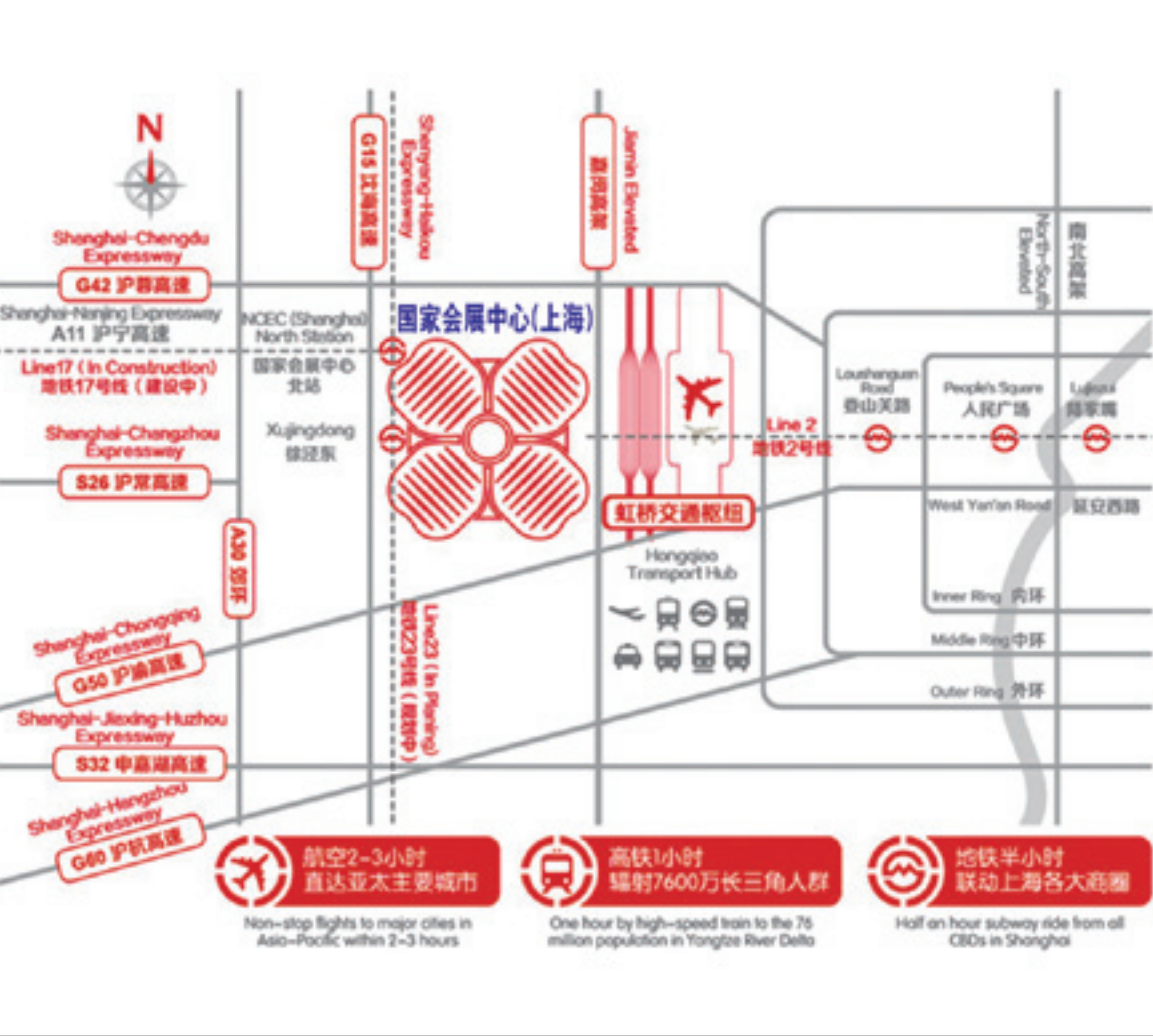 N
Shanghai-Chengdu
Expressway
G42 沪蓉高速
Shanghai-Nanjing Expressway
A11 沪宁高速
Line17 (In Construction)
地铁17号线(建设中)
Shanghai-Changzhou
Expressway
S26 沪常高速
A30 郊环
Shanghai-Chongqing
Expressway
G50 沪渝高速
Shanghai-Jiaxing-Huzhou
Expressway
S32 申嘉湖高速
Shanghai-Hangzhou
Expressway
G60 沪杭高速
G15 沈海高速
Shenyang-Haikou
Expressway
嘉闵高架
Jiamin Elevated
国家会展中心(上海)
NCEC (Shanghai)
North Station
国家会展中心
北站
Xujingdong
徐泾东
Line23 (In Planing)
地铁23号线(规划中)
虹桥交通枢纽
Hongqiao
Transport Hub
Line 2
地铁2号线
North-South
Elevated
南北高架
Loushanguan
Road
娄山关路
People's Square
人民广场
Lujiazui
陆家嘴
West Yan'an Road 延安西路
Inner Ring 内环
Middle Ring 中环
Outer Ring 外环
航空2-3小时
直达亚太主要城市
Non-stop flights to major cities in
Asia-Pacific within 2-3 hours
高铁1小时
辐射7600万长三角人群
One hour by high-speed train to the 76
million population in Yangtze River Delta
地铁半小时
联动上海各大商圈
Half an hour subway ride from all
CBDs in Shanghai